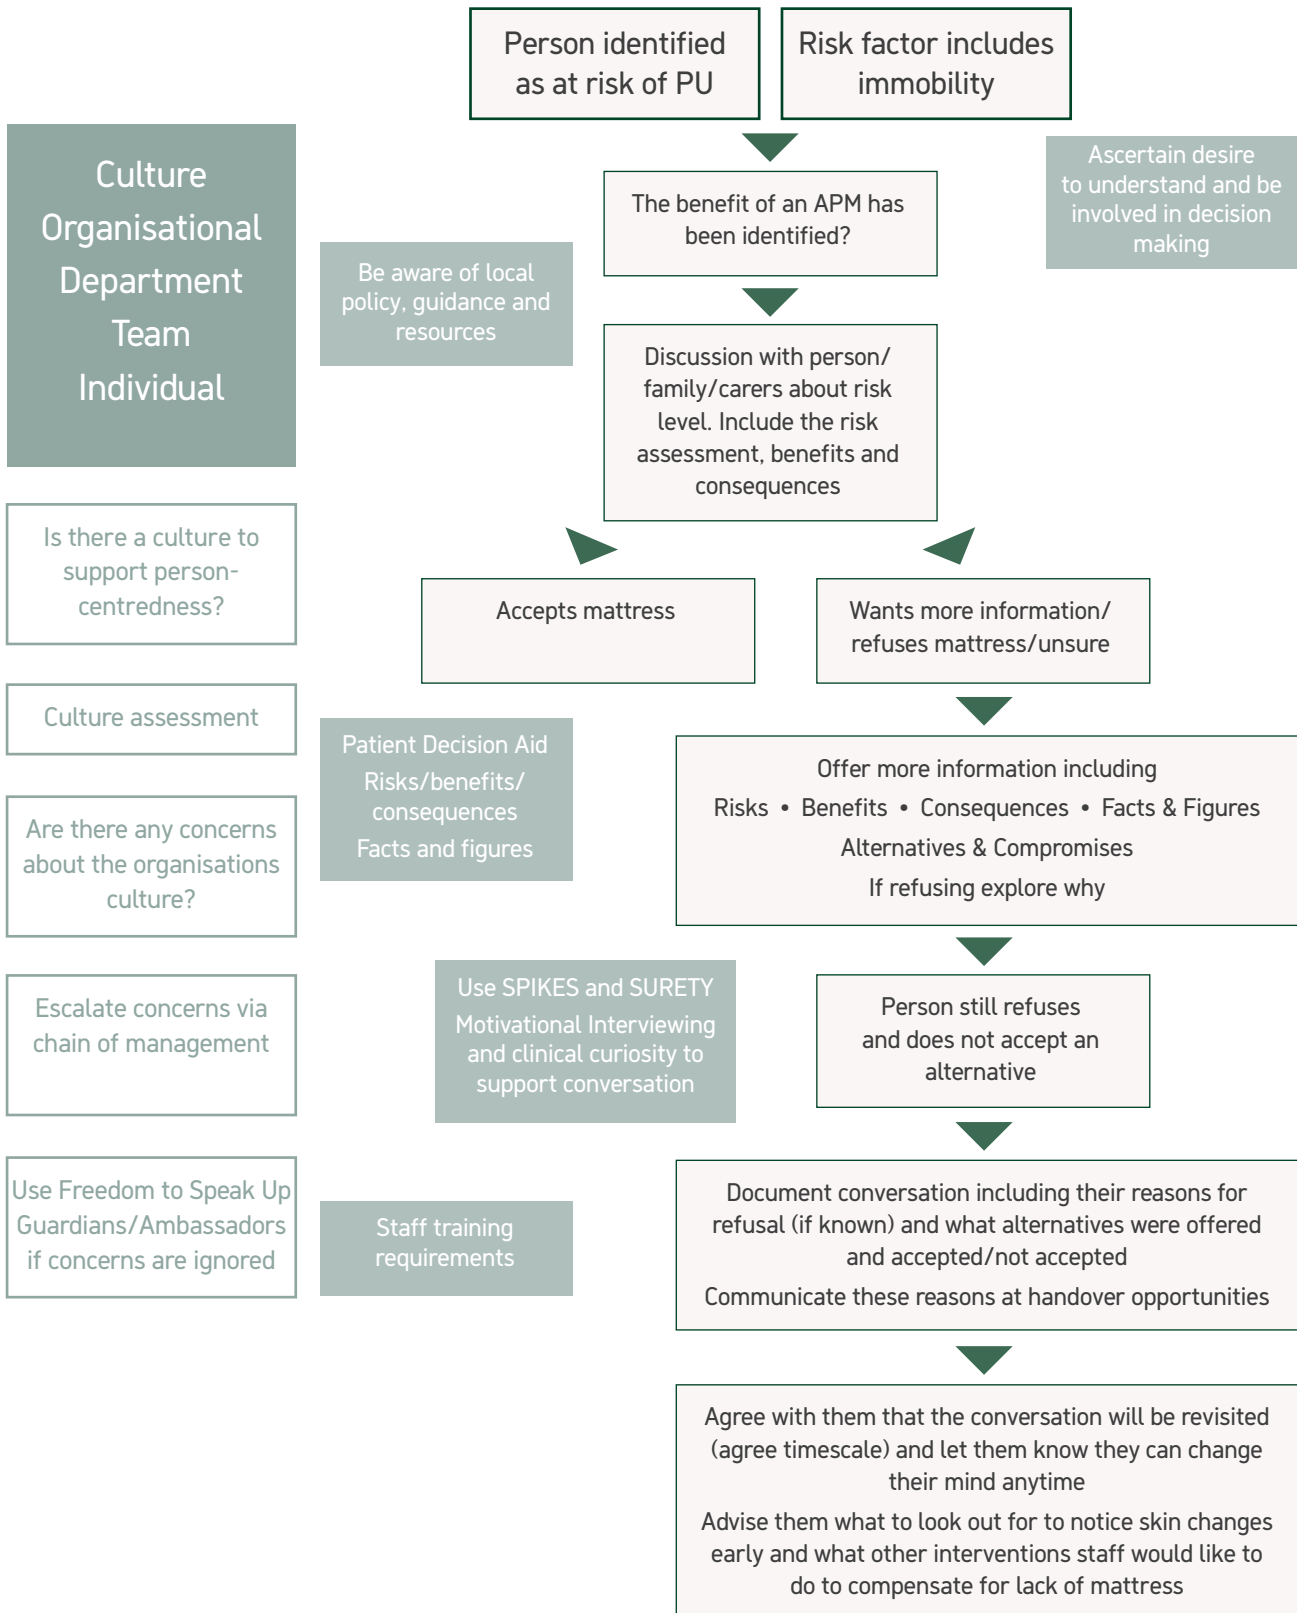 Person identified
as at risk of PU
Risk factor includes
immobility
Culture
Organisational
Department
Team
Individual
Ascertain desire
to understand and be
involved in decision
making
The benefit of an APM has
been identified?
Be aware of local
policy, guidance and
resources
Discussion with person/
family/carers about risk
level. Include the risk
assessment, benefits and
consequences
Is there a culture to
support person-
centredness?
Accepts mattress
Wants more information/
refuses mattress/unsure
Culture assessment
Patient Decision Aid
Risks/benefits/
consequences
Facts and figures
Offer more information including
Risks • Benefits • Consequences • Facts & Figures
Alternatives & Compromises
If refusing explore why
Are there any concerns
about the organisations
culture?
Escalate concerns via
chain of management
Use SPIKES and SURETY
Motivational Interviewing
and clinical curiosity to
support conversation
Person still refuses
and does not accept an
alternative
Use Freedom to Speak Up
Guardians/Ambassadors
if concerns are ignored
Staff training
requirements
Document conversation including their reasons for
refusal (if known) and what alternatives were offered
and accepted/not accepted
Communicate these reasons at handover opportunities
Agree with them that the conversation will be revisited
(agree timescale) and let them know they can change
their mind anytime
Advise them what to look out for to notice skin changes
early and what other interventions staff would like to
do to compensate for lack of mattress